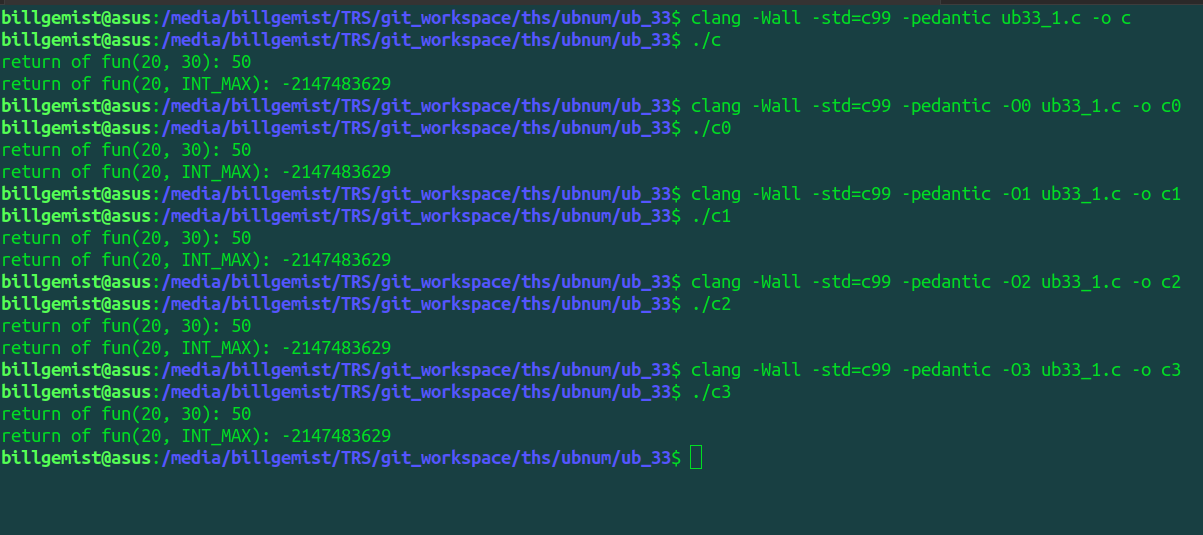 billgemist@asus:/media/billgemist/TRS/git_workspace/ths/ubnum/ub_33$ clang -Wall -std=c99 -pedantic ub33_1.c -o c
billgemist@asus:/media/billgemist/TRS/git_workspace/ths/ubnum/ub_33$ ./c
return of fun(20, 30): 50
return of fun(20, INT_MAX): -2147483629
billgemist@asus:/media/billgemist/TRS/git_workspace/ths/ubnum/ub_33$ clang -Wall -std=c99 -pedantic -O0 ub33_1.c -o c0
billgemist@asus:/media/billgemist/TRS/git_workspace/ths/ubnum/ub_33$ ./c0
return of fun(20, 30): 50
return of fun(20, INT_MAX): -2147483629
billgemist@asus:/media/billgemist/TRS/git_workspace/ths/ubnum/ub_33$ clang -Wall -std=c99 -pedantic -O1 ub33_1.c -o c1
billgemist@asus:/media/billgemist/TRS/git_workspace/ths/ubnum/ub_33$ ./c1
return of fun(20, 30): 50
return of fun(20, INT_MAX): -2147483629
billgemist@asus:/media/billgemist/TRS/git_workspace/ths/ubnum/ub_33$ clang -Wall -std=c99 -pedantic -O2 ub33_1.c -o c2
billgemist@asus:/media/billgemist/TRS/git_workspace/ths/ubnum/ub_33$ ./c2
return of fun(20, 30): 50
return of fun(20, INT_MAX): -2147483629
billgemist@asus:/media/billgemist/TRS/git_workspace/ths/ubnum/ub_33$ clang -Wall -std=c99 -pedantic -O3 ub33_1.c -o c3
billgemist@asus:/media/billgemist/TRS/git_workspace/ths/ubnum/ub_33$ ./c3
return of fun(20, 30): 50
return of fun(20, INT_MAX): -2147483629
billgemist@asus:/media/billgemist/TRS/git_workspace/ths/ubnum/ub_33$